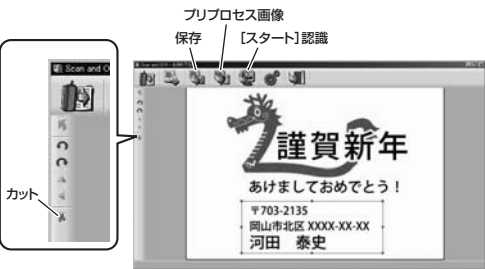 プリプロセス画像
保存
［スタート］認識
Scan and O
カット
謹賀新年
あけましておめでとう！
〒703-2135
岡山市北区 XXXX-XX-XX
河田　泰史